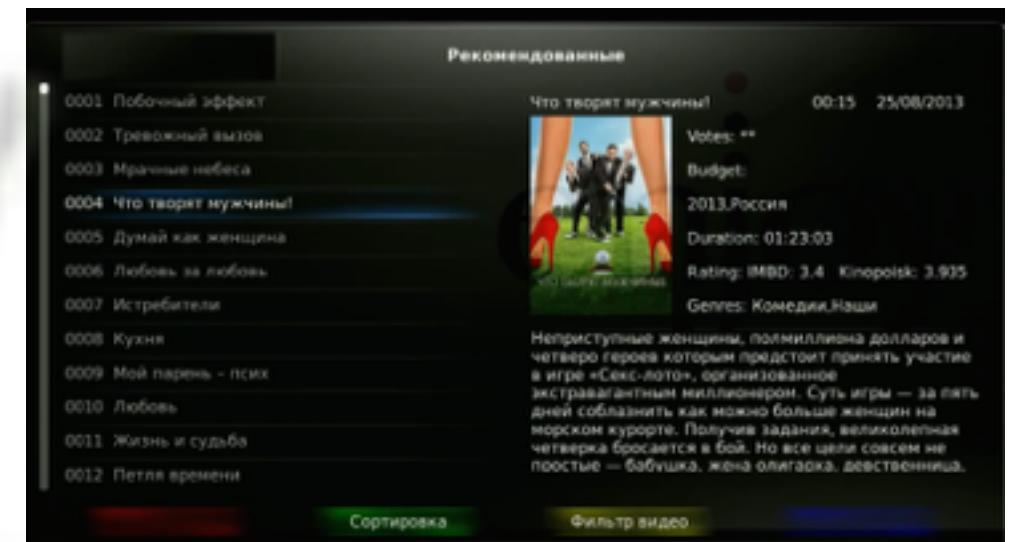 Рекомендованные
0001 Побочный эффект
0002 Тревожный вызов
0003 Мрачные небеса
0004 Что творят мужчины!
0005 Думай как женщина
0006 Любовь за любовь
0007 Истребители
0008 Кухня
0009 Мой парень – псих
0010 Любовь
0011 Жизнь и судьба
0012 Петля времени
Что творят мужчины! 00:15 25/08/2013
Votes: **
Budget:
2013,Россия
Duration: 01:23:03
Rating: IMBD: 3.4 Kinopoisk: 3.935
Genres: Комедии,Наши
ЧТО ТВОРЯТ МУЖЧИНЫ!
Неприступные женщины, полмиллиона долларов и
четверо героев которым предстоит принять участие
в игре «Секс-лото», организованное
экстравагантным миллионером. Суть игры — за пять
дней соблазнить как можно больше женщин на
морском курорте. Получив задания, великолепная
четверка бросается в бой. Но все цели совсем не
простые — бабушка, жена олигарха, девственница,
Сортировка
Фильтр видео